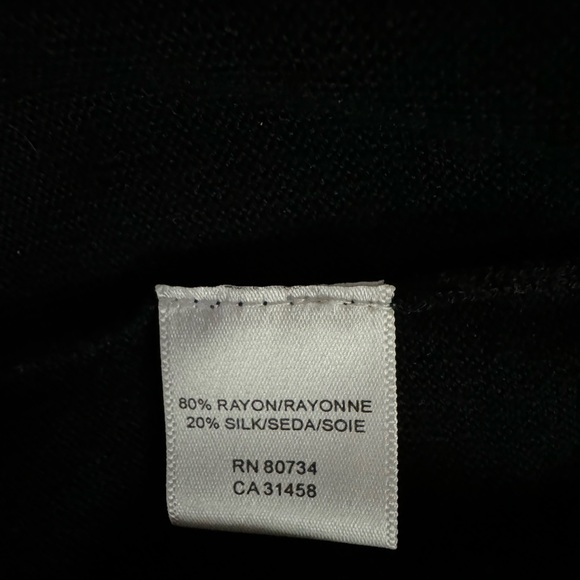 80% RAYON/RAYONNE
20% SILK/SEDA/SOIE
RN 80734
CA 31458